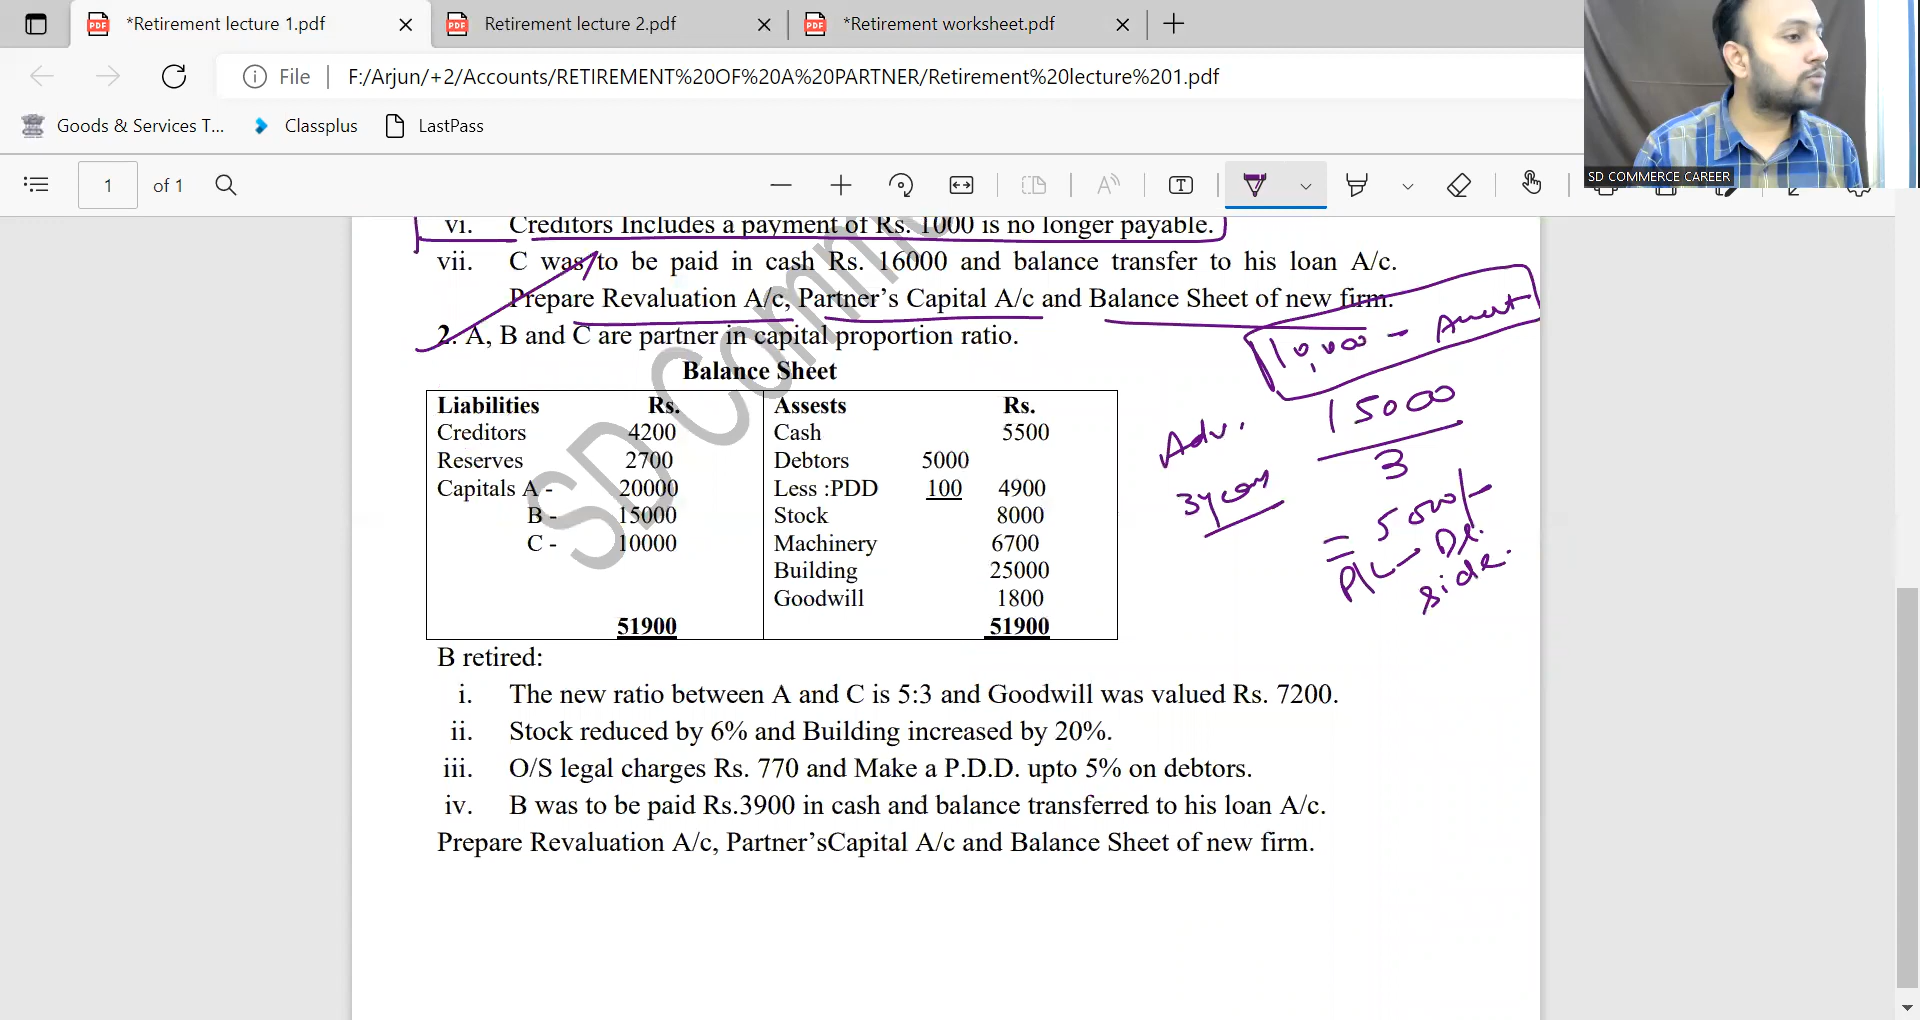 *Retirement lecture 1.pdf
Retirement lecture 2.pdf
*Retirement worksheet.pdf
File
F:/Arjun/+2/Accounts/RETIREMENT%20OF%20A%20PARTNER/Retirement%20lecture%201.pdf
Goods & Services T...
Classplus
LastPass
1 of 1
SD COMMERCE CAREER
vi. Creditors Includes a payment of Rs. 1000 is no longer payable.
vii. C was to be paid in cash Rs. 16000 and balance transfer to his loan A/c.
Prepare Revaluation A/c, Partner's Capital A/c and Balance Sheet of new firm.
2. A, B and C are partner in capital proportion ratio.
Balance Sheet
Liabilities Rs. Assests Rs.
Creditors 4200 Cash 5500
Reserves 2700 Debtors 5000
Capitals A - 20000 Less :PDD 100 4900
B - 15000 Stock 8000
C - 10000 Machinery 6700
Building 25000
Goodwill 1800
51900 51900
B retired:
i. The new ratio between A and C is 5:3 and Goodwill was valued Rs. 7200.
ii. Stock reduced by 6% and Building increased by 20%.
iii. O/S legal charges Rs. 770 and Make a P.D.D. upto 5% on debtors.
iv. B was to be paid Rs.3900 in cash and balance transferred to his loan A/c.
Prepare Revaluation A/c, Partner'sCapital A/c and Balance Sheet of new firm.
10,000 -
15000
3
Adv.
3 years
= 5000/-
P/L Dr.
side.
SD Comm